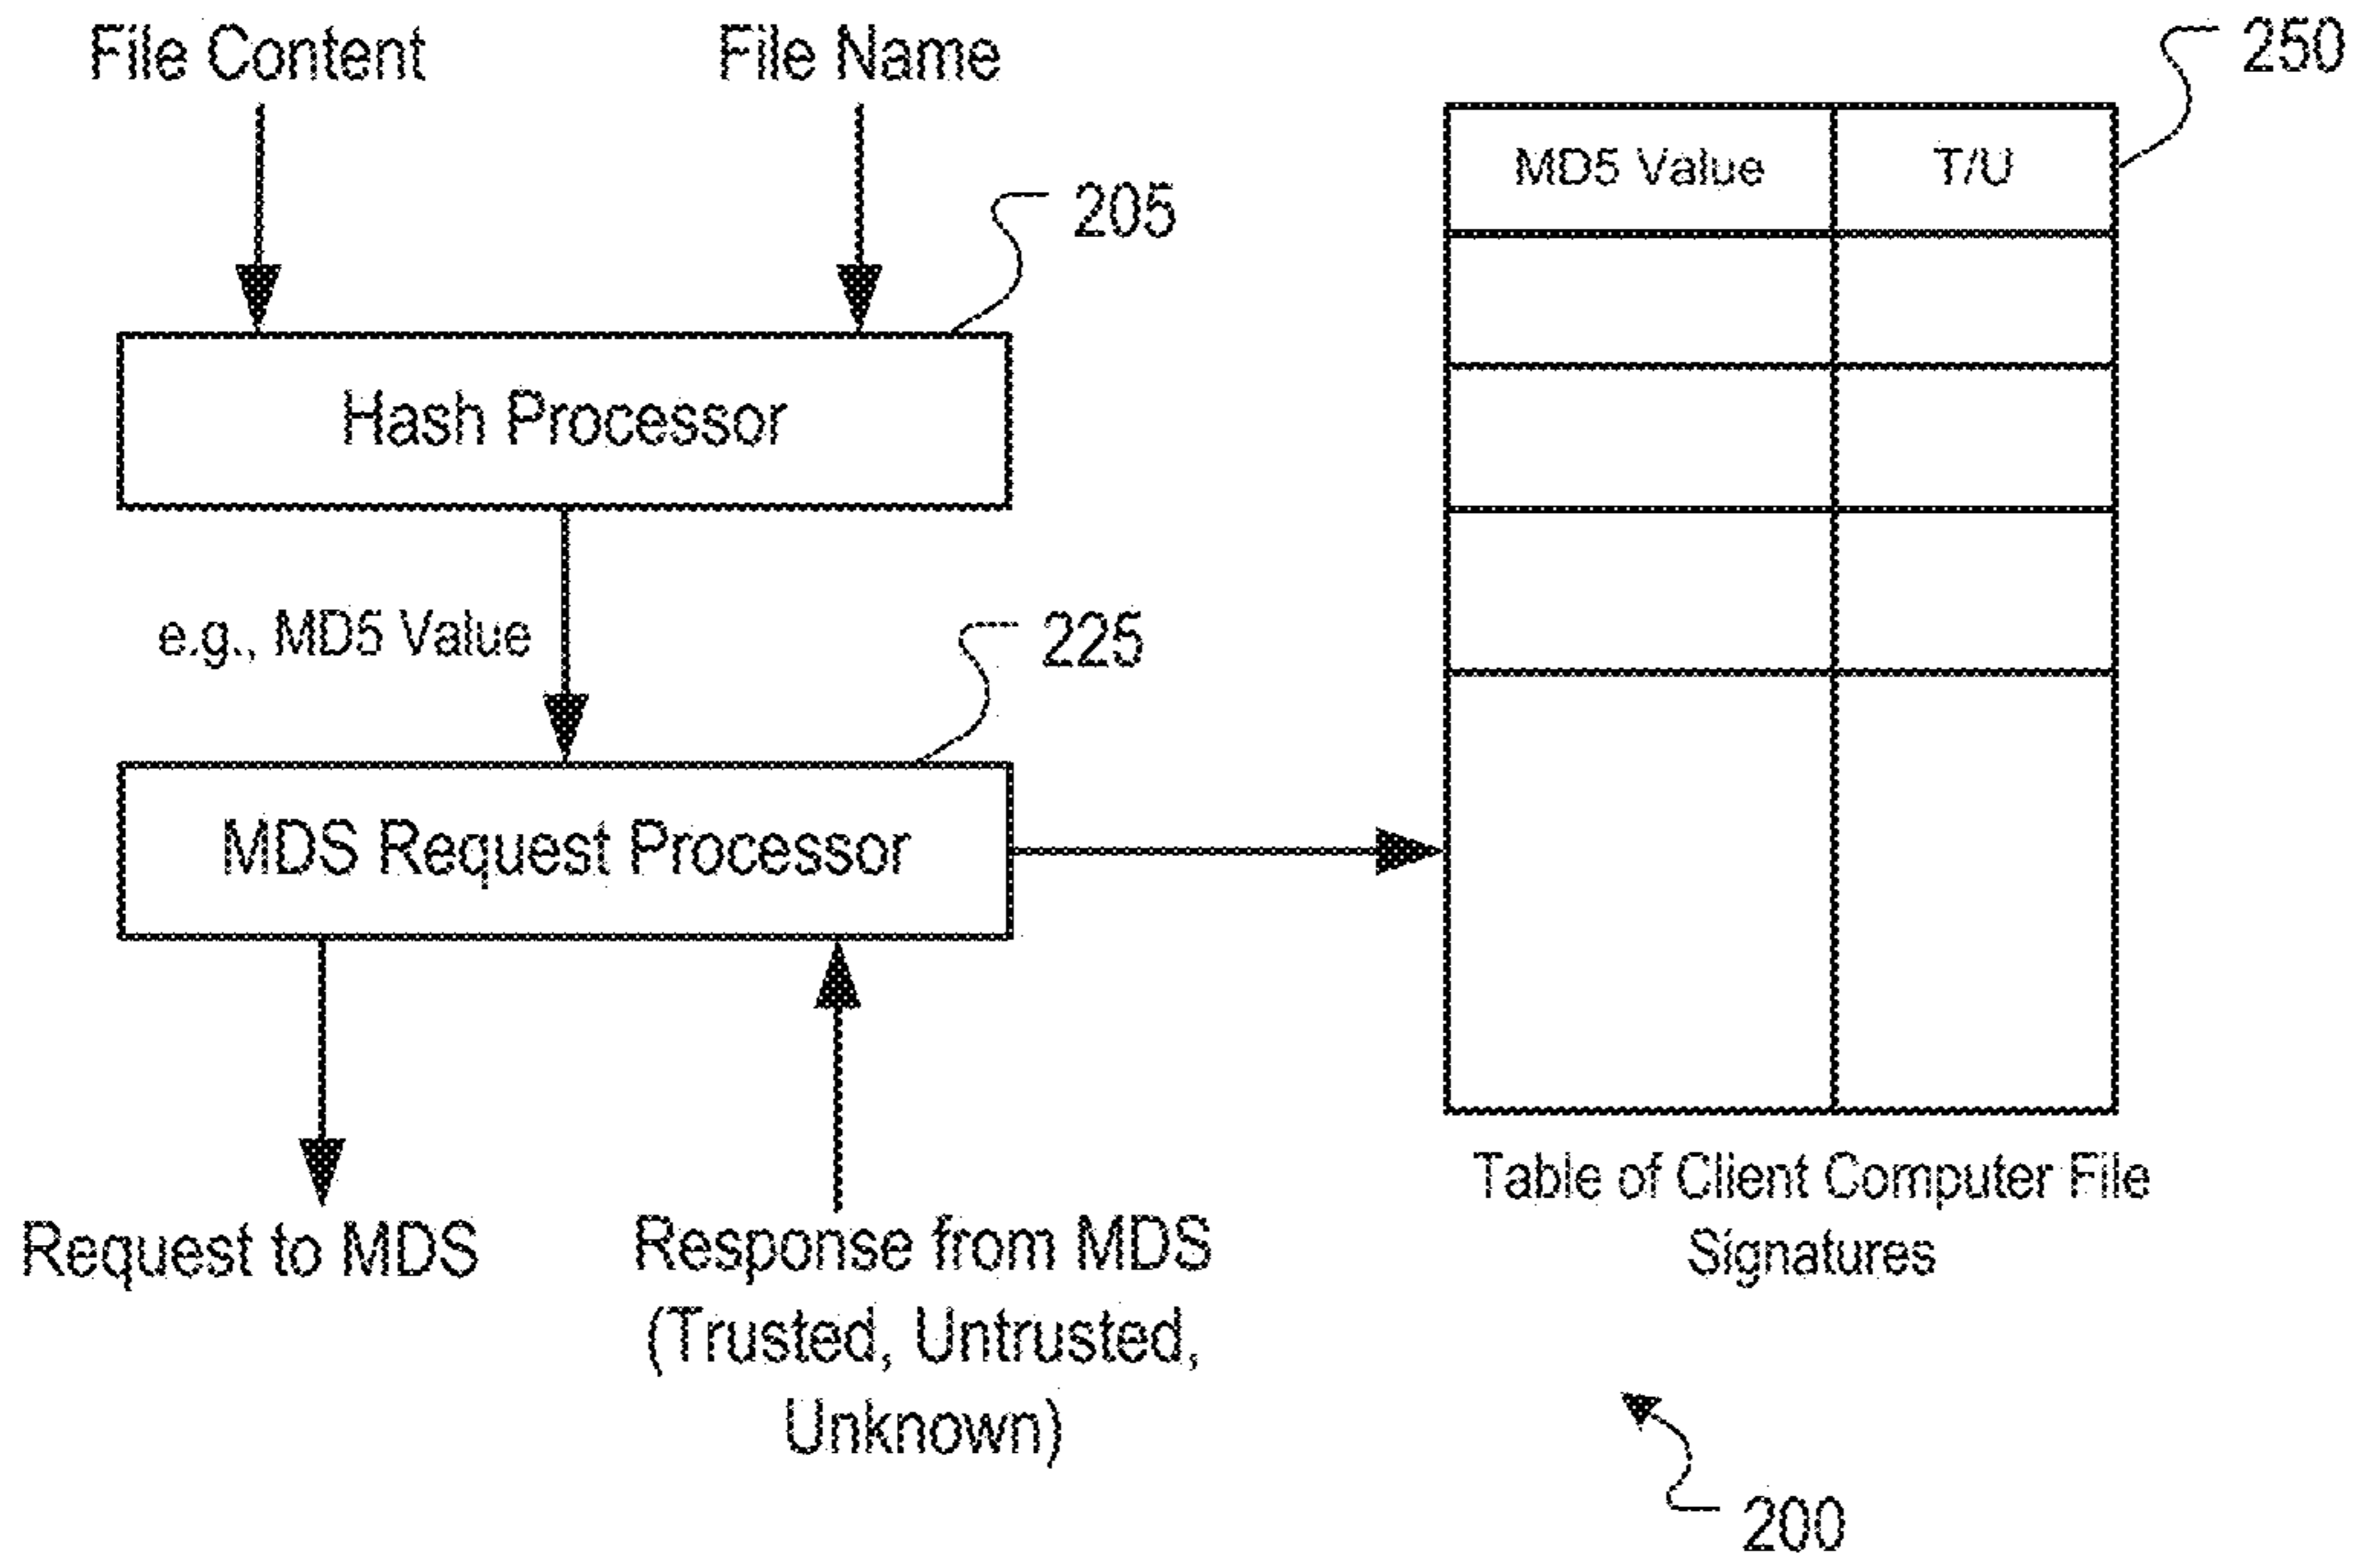 File Content
File Name
250
MD5 Value
T/U
205
Hash Processor
e.g., MD5 Value
225
MDS Request Processor
Request to MDS
Response from MDS
(Trusted, Untrusted,
Unknown)
Table of Client Computer File
Signatures
200